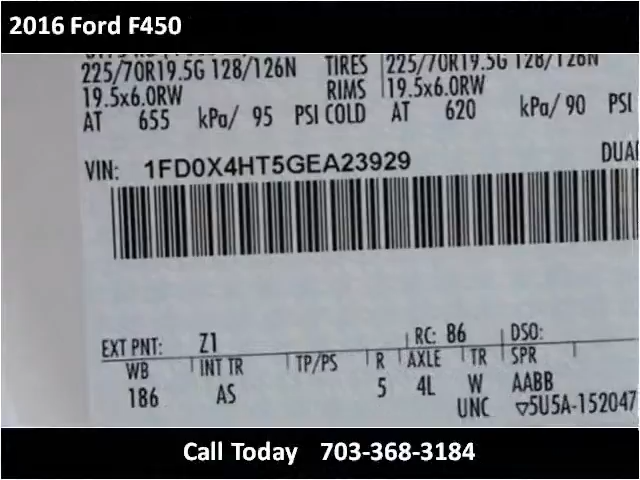 2016 Ford F450
225/70R19.5G 128/126N TIRES 225/70R19.5G 128/126N
19.5x6.0RW RIMS 19.5x6.0RW
AT 655 kPa/ 95 PSI COLD AT 620 kPa/ 90 PSI
VIN: 1FD0X4HT5GEA23929 DUAL
EXT PNT: Z1 RC: 86 DSO:
WB INT TR TP/PS R AXLE TR SPR
186 AS 5 4L W AABB
UNC ▽5U5A-152047
Call Today 703-368-3184